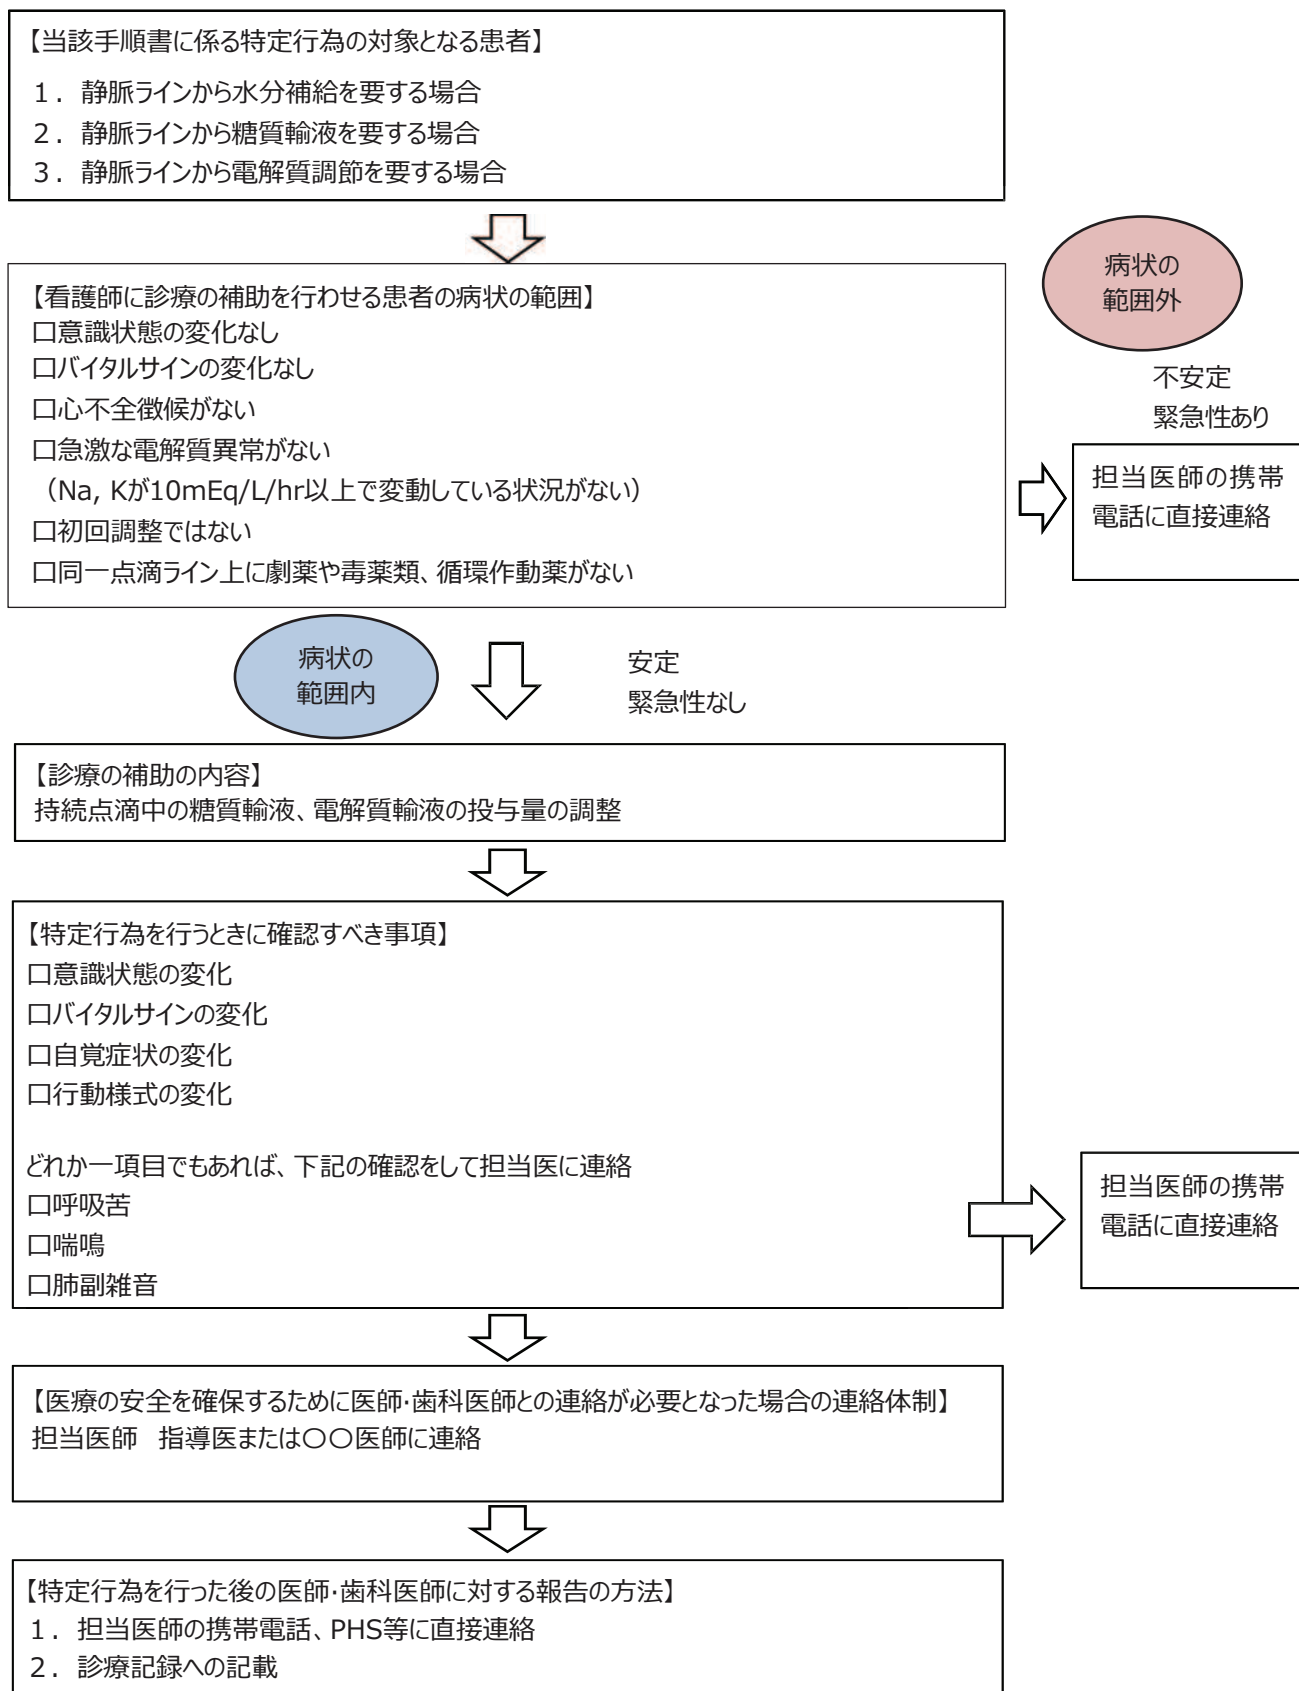 【当該手順書に係る特定行為の対象となる患者】
１．静脈ラインから水分補給を要する場合
２．静脈ラインから糖質輸液を要する場合
３．静脈ラインから電解質調節を要する場合
病状の
範囲外
【看護師に診療の補助を行わせる患者の病状の範囲】
口意識状態の変化なし
口バイタルサインの変化なし
口心不全徴候がない
口急激な電解質異常がない
（Na, Kが10mEq/L/hr以上で変動している状況がない）
口初回調整ではない
口同一点滴ライン上に劇薬や毒薬類、循環作動薬がない
不安定
緊急性あり
担当医師の携帯
電話に直接連絡
病状の
範囲内
安定
緊急性なし
【診療の補助の内容】
持続点滴中の糖質輸液、電解質輸液の投与量の調整
【特定行為を行うときに確認すべき事項】
口意識状態の変化
口バイタルサインの変化
口自覚症状の変化
口行動様式の変化
どれか一項目でもあれば、下記の確認をして担当医に連絡
口呼吸苦
口喘鳴
口肺副雑音
担当医師の携帯
電話に直接連絡
【医療の安全を確保するために医師・歯科医師との連絡が必要となった場合の連絡体制】
担当医師　指導医または〇〇医師に連絡
【特定行為を行った後の医師・歯科医師に対する報告の方法】
１．担当医師の携帯電話、PHS等に直接連絡
２．診療記録への記載